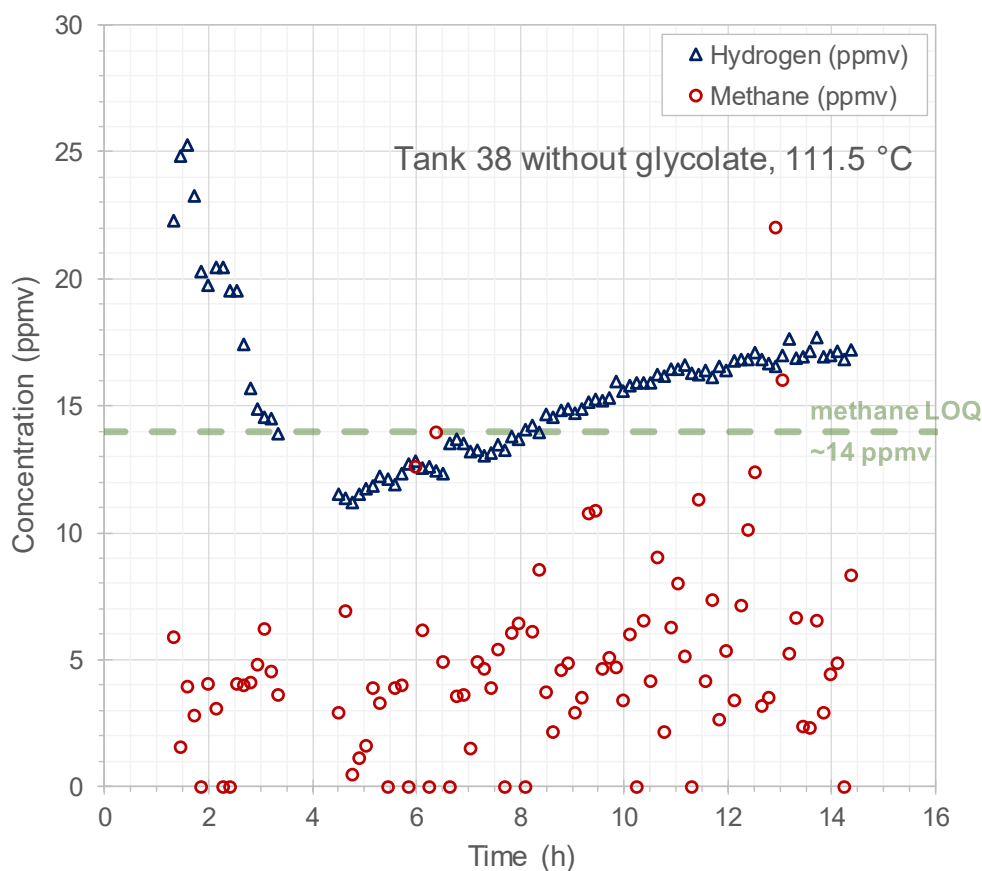 30
25
20
15
10
5
0
0
2
4
6
8
10
12
14
16
Concentration (ppmv)
Time (h)
Hydrogen (ppmv)
Methane (ppmv)
Tank 38 without glycolate, 111.5 °C
methane LOQ
~14 ppmv